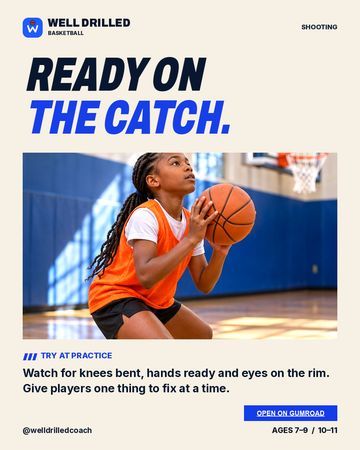 WELL DRILLED
BASKETBALL
SHOOTING
READY ON
THE CATCH.
TRY AT PRACTICE
Watch for knees bent, hands ready and eyes on the rim.
Give players one thing to fix at a time.
OPEN ON GUMROAD
@welldrilledcoach
AGES 7–9 / 10–11